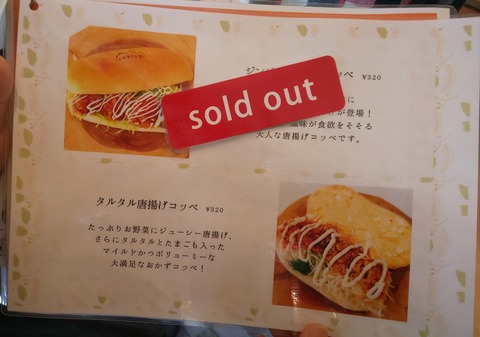 ッペ ¥320
sold out
に
が登場！
味が食欲をそそる
大人な唐揚げコッペです。
タルタル唐揚げコッペ ¥320
たっぷりお野菜にジューシー唐揚げ、
さらにタルタルとたまごも入った
マイルドかつボリューミーな
大満足なおかずコッペ！